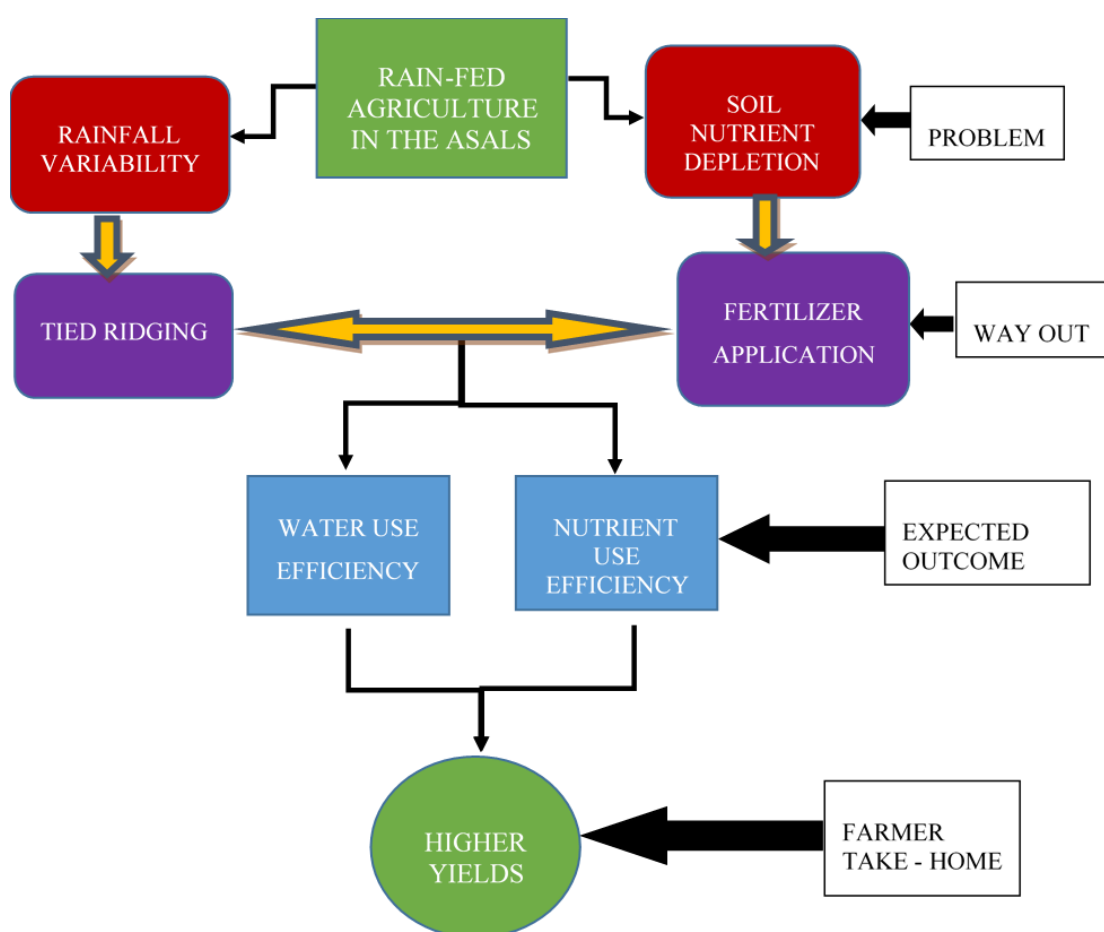 RAIN-FED
AGRICULTURE
IN THE ASALS
RAINFALL
VARIABILITY
SOIL
NUTRIENT
DEPLETION
PROBLEM
TIED RIDGING
FERTILIZER
APPLICATION
WAY OUT
WATER USE
EFFICIENCY
NUTRIENT
USE
EFFICIENCY
EXPECTED
OUTCOME
HIGHER
YIELDS
FARMER
TAKE - HOME